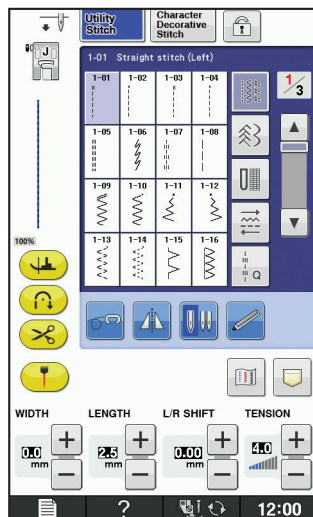 Utility Stitch
Character Decorative Stitch
J
1-01 Straight stitch (Left)
1/3
1-01 1-02 1-03 1-04
1-05 1-06 1-07 1-08
1-09 1-10 1-11 1-12
1-13 1-14 1-15 1-16
Q
100%
WIDTH LENGTH L/R SHIFT TENSION
0.0 mm + − 2.5 mm + − 0.00 mm + − 4.0 + −
? 12:00